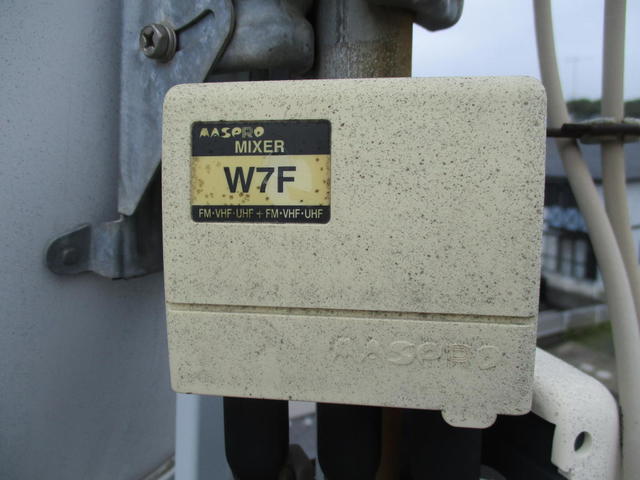 MASPRO
MIXER
W7F
FM·VHF·UHF + FM·VHF·UHF
MASPRO